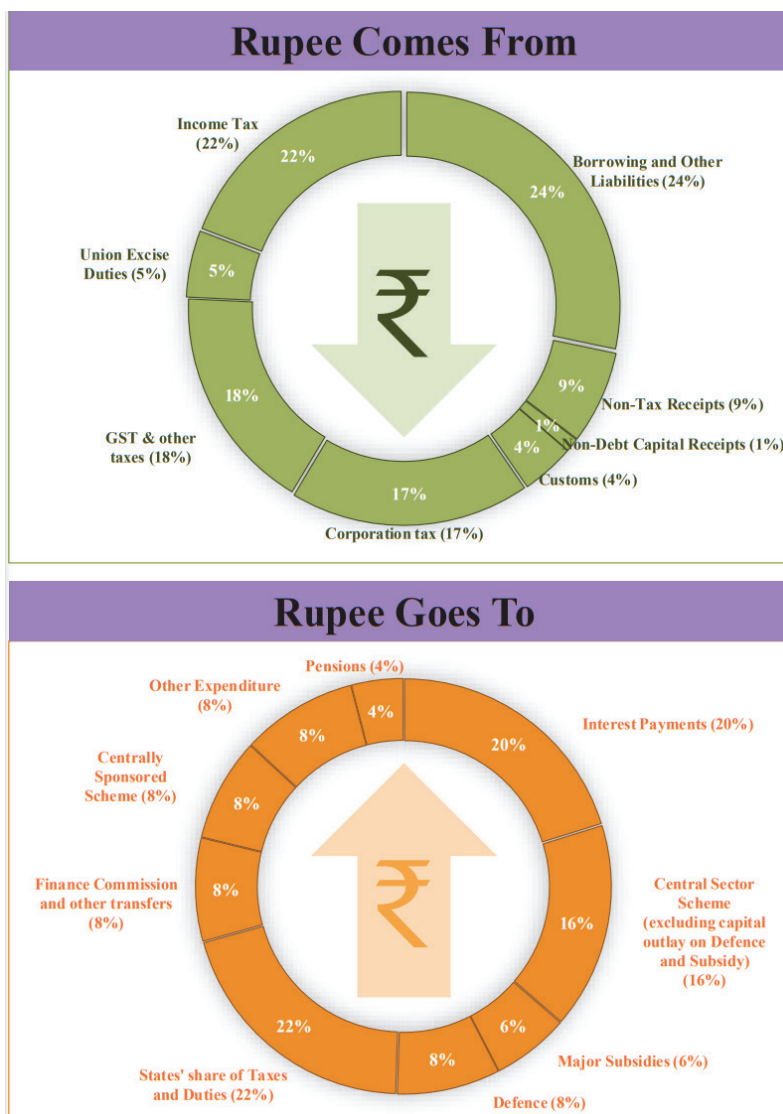 Rupee Comes From
Income Tax
(22%)
22%
Borrowing and Other
Liabilities (24%)
24%
Union Excise
Duties (5%)
5%
₹
18%
9%
Non-Tax Receipts (9%)
1%
Non-Debt Capital Receipts (1%)
GST & other
taxes (18%)
4%
Customs (4%)
17%
Corporation tax (17%)
Rupee Goes To
Pensions (4%)
Other Expenditure
(8%)
4%
8%
Interest Payments (20%)
20%
Centrally
Sponsored
Scheme (8%)
8%
Finance Commission
and other transfers
(8%)
8%
₹
Central Sector
Scheme
(excluding capital
outlay on Defence
and Subsidy)
(16%)
16%
22%
6%
8%
Major Subsidies (6%)
States' share of Taxes
and Duties (22%)
Defence (8%)